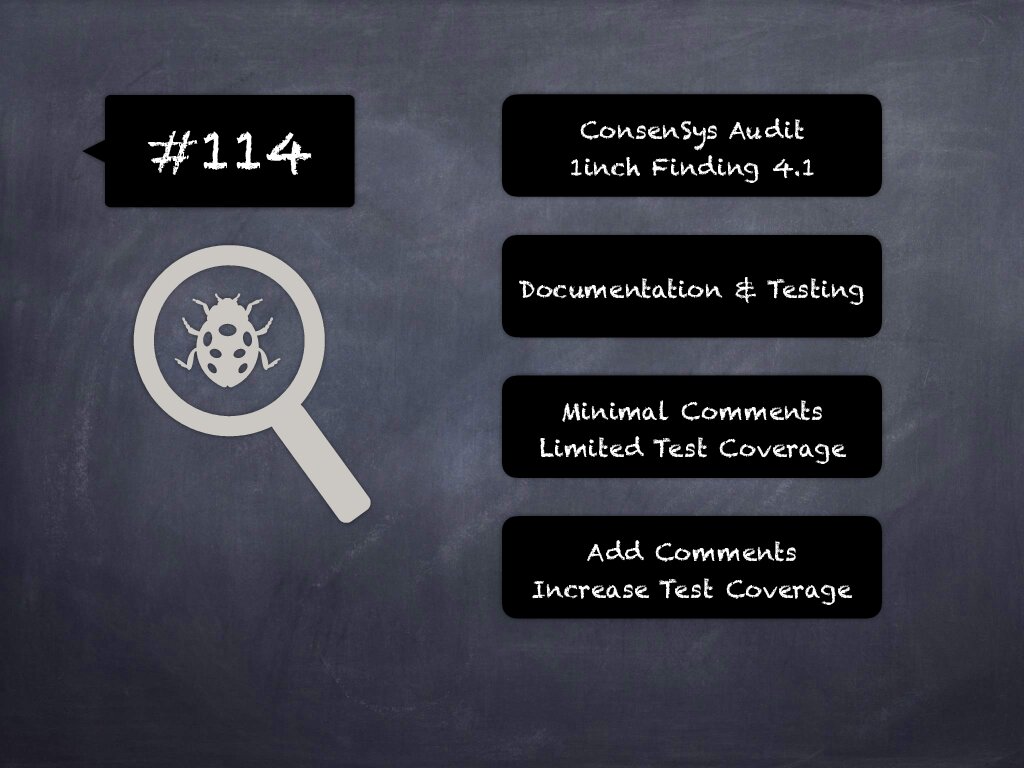 #114
ConsenSys Audit
1inch Finding 4.1
Documentation & Testing
Minimal Comments
Limited Test Coverage
Add Comments
Increase Test Coverage